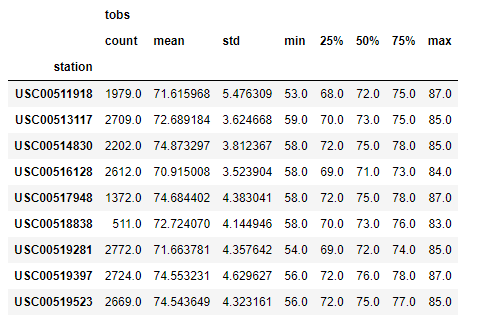 tobs
count mean std min 25% 50% 75% max
station
USC00511918 1979.0 71.615968 5.476309 53.0 68.0 72.0 75.0 87.0
USC00513117 2709.0 72.689184 3.624668 59.0 70.0 73.0 75.0 85.0
USC00514830 2202.0 74.873297 3.812367 58.0 72.0 75.0 78.0 85.0
USC00516128 2612.0 70.915008 3.523904 58.0 69.0 71.0 73.0 84.0
USC00517948 1372.0 74.684402 4.383041 58.0 72.0 75.0 78.0 87.0
USC00518838 511.0 72.724070 4.144946 58.0 70.0 73.0 76.0 83.0
USC00519281 2772.0 71.663781 4.357642 54.0 69.0 72.0 74.0 85.0
USC00519397 2724.0 74.553231 4.629627 56.0 72.0 76.0 78.0 87.0
USC00519523 2669.0 74.543649 4.323161 56.0 72.0 75.0 77.0 85.0